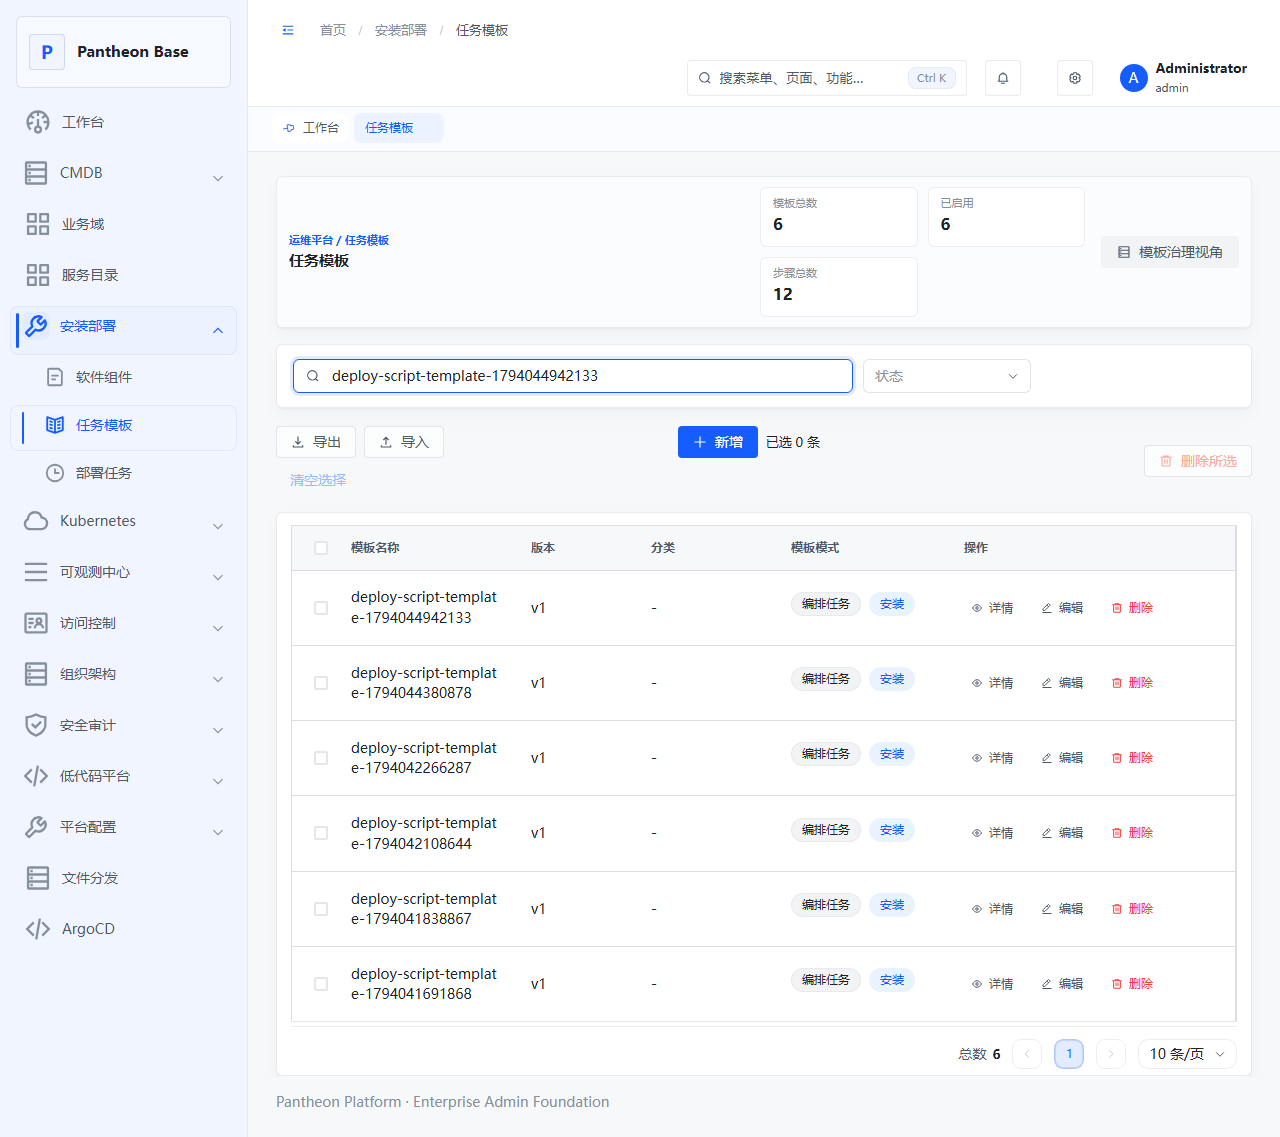 P Pantheon Base
工作台
CMDB
业务域
服务目录
安装部署
软件组件
任务模板
部署任务
Kubernetes
可观测中心
访问控制
组织架构
安全审计
低代码平台
平台配置
文件分发
ArgoCD
首页 / 安装部署 / 任务模板
搜索菜单、页面、功能... Ctrl K
A Administrator
admin
工作台 任务模板
运维平台 / 任务模板
任务模板
模板总数
6
已启用
6
步骤总数
12
模板治理视角
deploy-script-template-1794044942133
状态
导出 导入 新增 已选 0 条
清空选择
删除所选
模板名称 版本 分类 模板模式 操作
deploy-script-templat
e-1794044942133 v1 - 编排任务 安装 详情 编辑 删除
deploy-script-templat
e-1794044380878 v1 - 编排任务 安装 详情 编辑 删除
deploy-script-templat
e-1794042266287 v1 - 编排任务 安装 详情 编辑 删除
deploy-script-templat
e-1794042108644 v1 - 编排任务 安装 详情 编辑 删除
deploy-script-templat
e-1794041838867 v1 - 编排任务 安装 详情 编辑 删除
deploy-script-templat
e-1794041691868 v1 - 编排任务 安装 详情 编辑 删除
总数 6 1 10 条/页
Pantheon Platform · Enterprise Admin Foundation